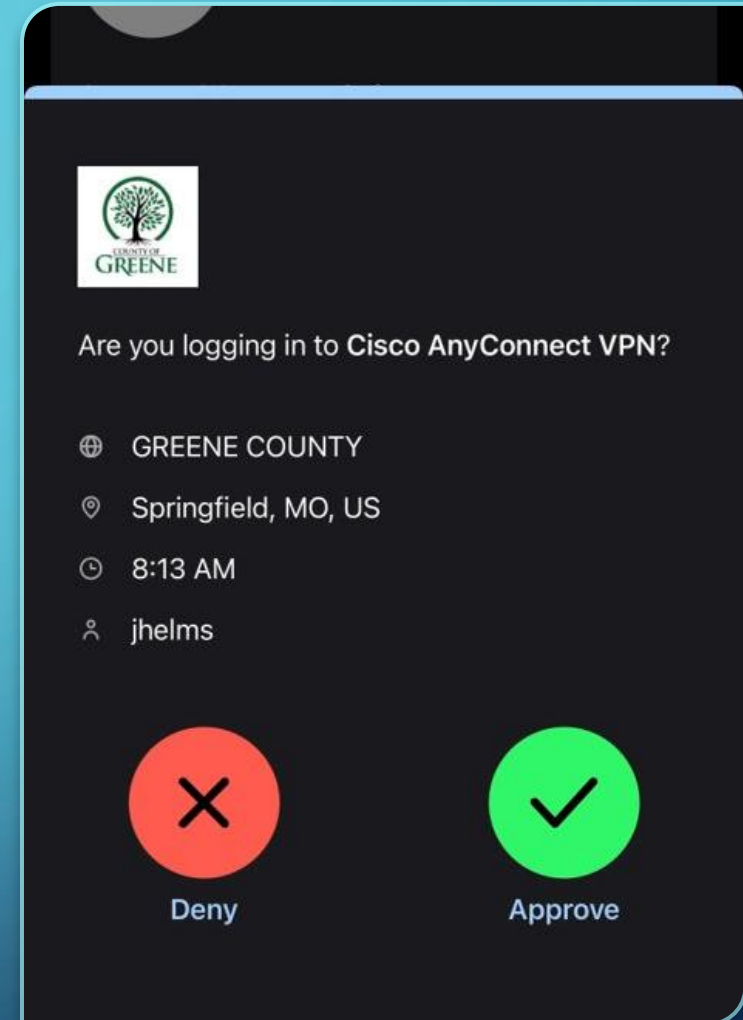 COUNTY OF
GREENE
Are you logging in to Cisco AnyConnect VPN?
GREENE COUNTY
Springfield, MO, US
8:13 AM
jhelms
Deny
Approve